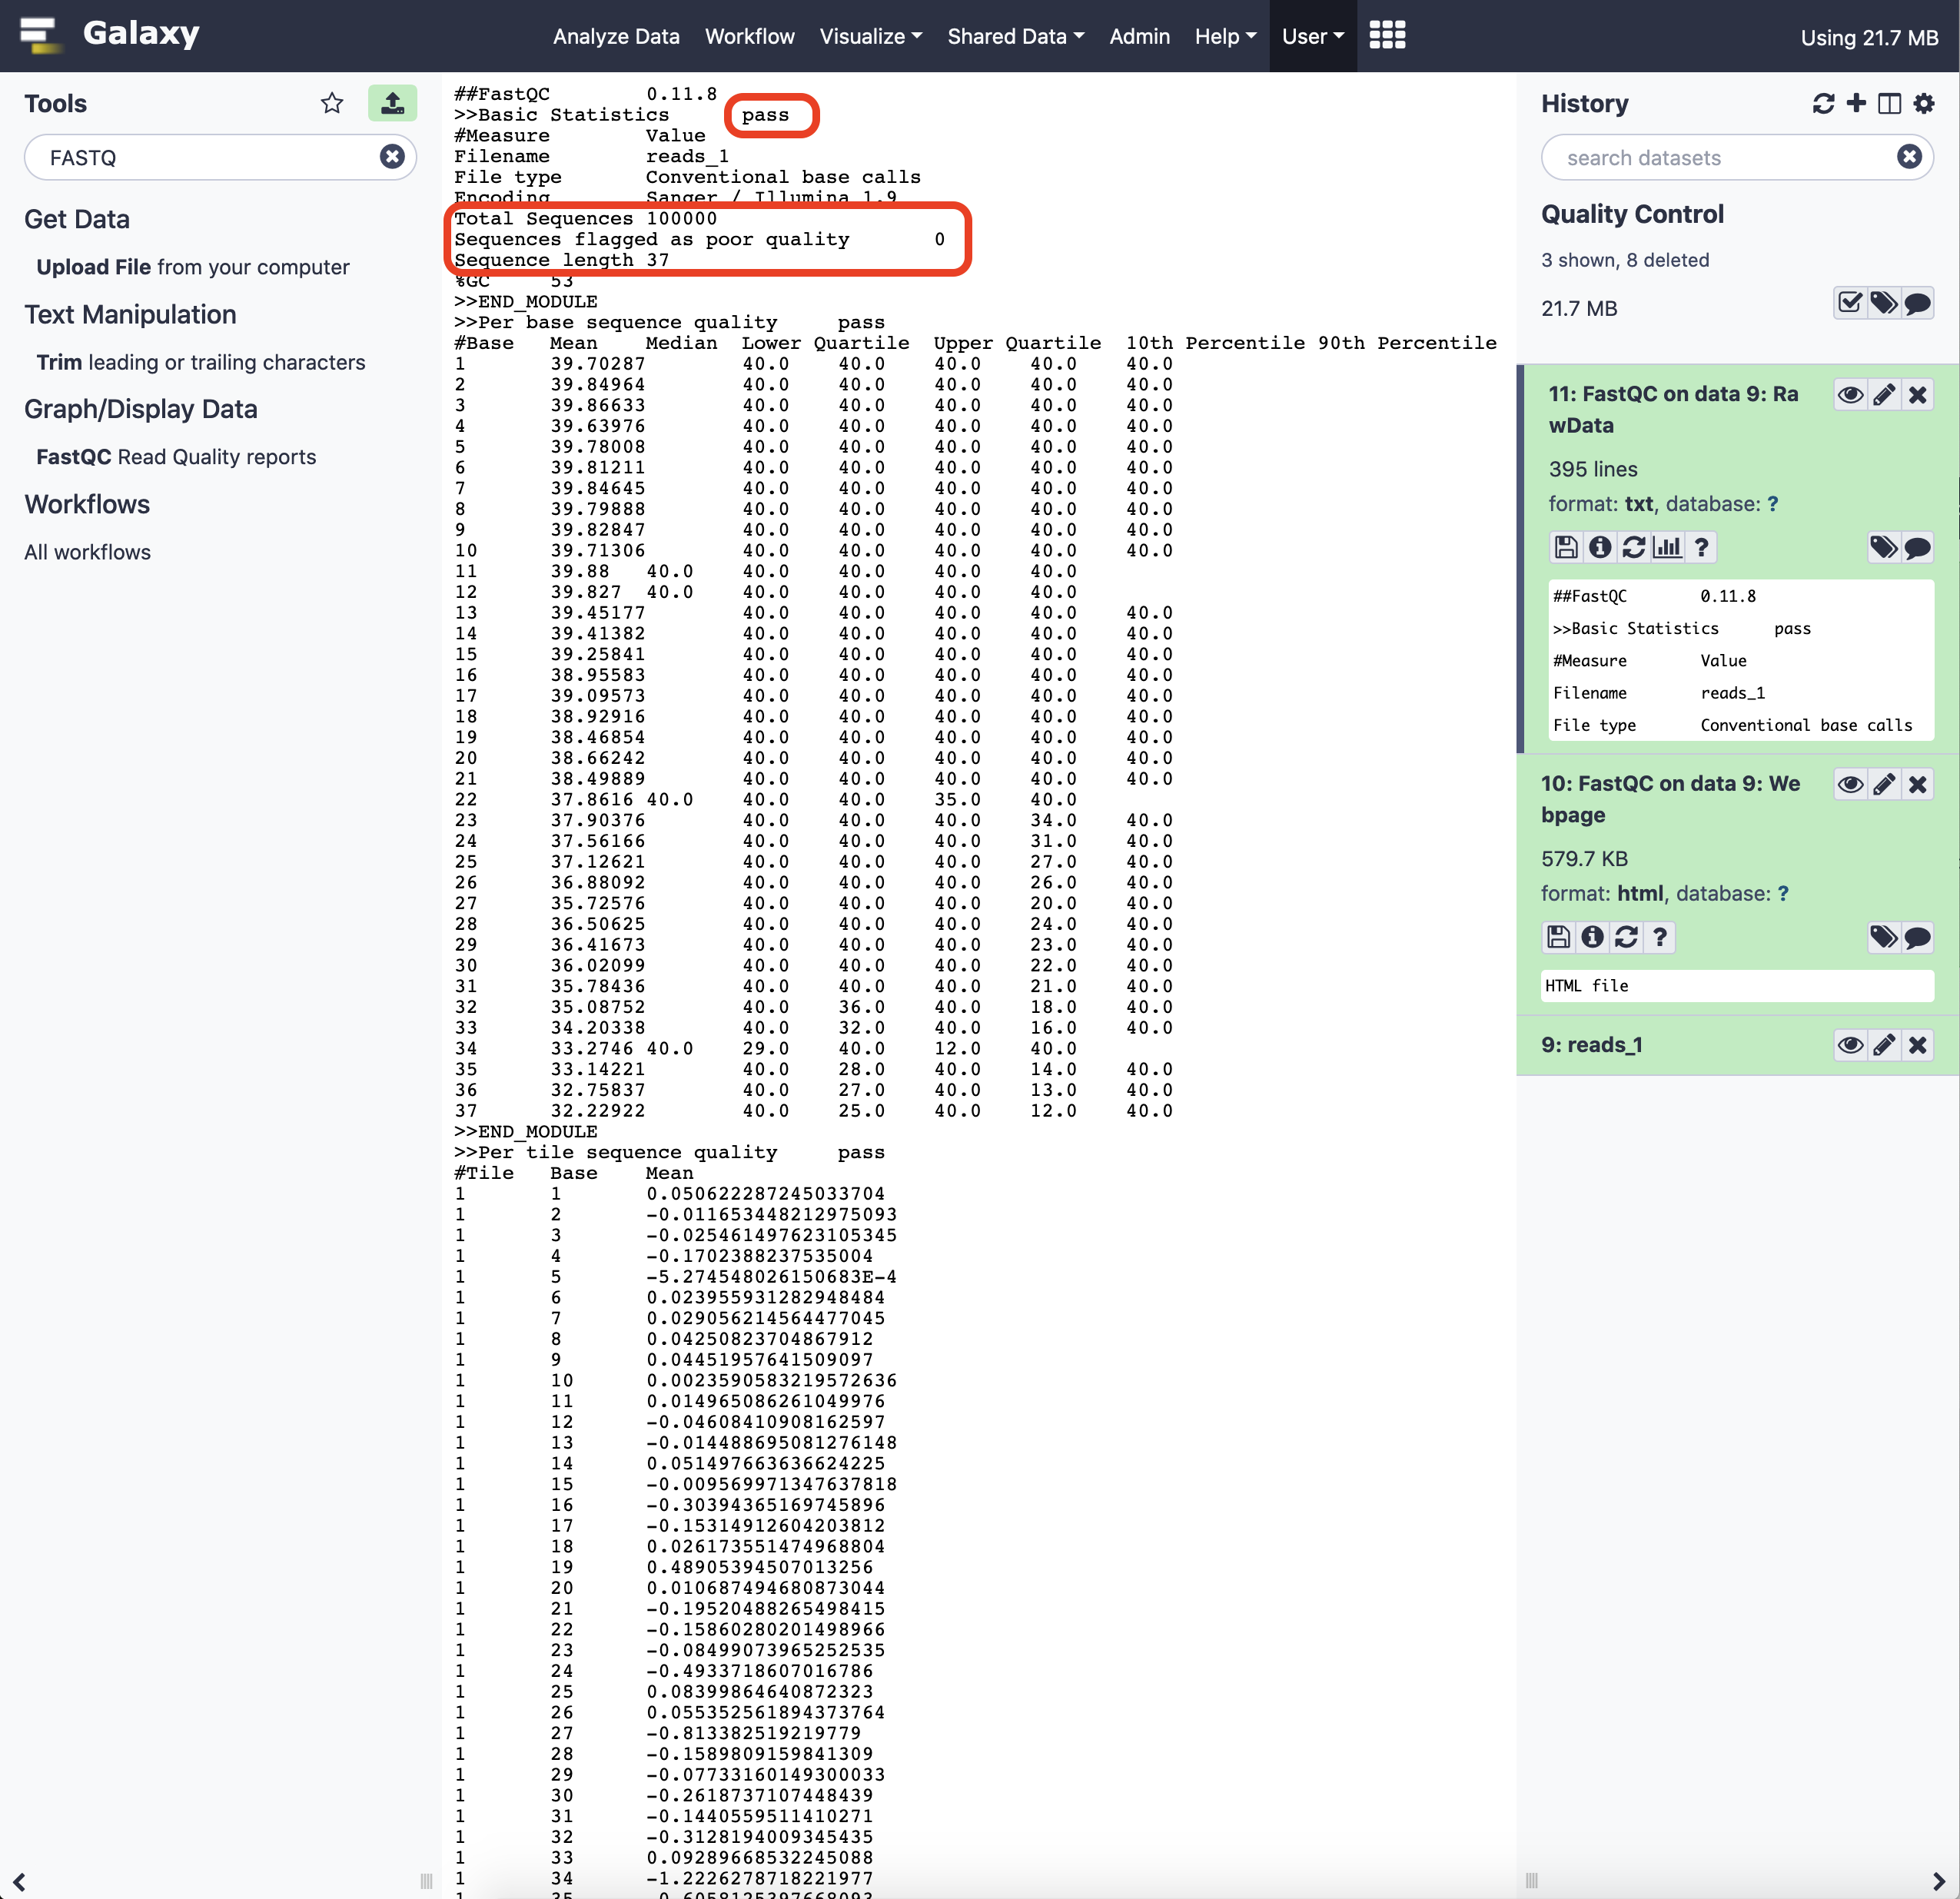 Galaxy
Analyze Data Workflow Visualize Shared Data Admin Help User
Using 21.7 MB
Tools
FASTQ
Get Data
Upload File from your computer
Text Manipulation
Trim leading or trailing characters
Graph/Display Data
FastQC Read Quality reports
Workflows
All workflows
##FastQC 0.11.8
>>Basic Statistics pass
#Measure Value
Filename reads_1
File type Conventional base calls
Encoding Sanger / Illumina 1.9
Total Sequences 100000
Sequences flagged as poor quality 0
Sequence length 37
%GC 53
>>END_MODULE
>>Per base sequence quality pass
#Base Mean Median Lower Quartile Upper Quartile 10th Percentile 90th Percentile
1 39.70287 40.0 40.0 40.0 40.0 40.0
2 39.84964 40.0 40.0 40.0 40.0 40.0
3 39.86633 40.0 40.0 40.0 40.0 40.0
4 39.63976 40.0 40.0 40.0 40.0 40.0
5 39.78008 40.0 40.0 40.0 40.0 40.0
6 39.81211 40.0 40.0 40.0 40.0 40.0
7 39.84645 40.0 40.0 40.0 40.0 40.0
8 39.79888 40.0 40.0 40.0 40.0 40.0
9 39.82847 40.0 40.0 40.0 40.0 40.0
10 39.71306 40.0 40.0 40.0 40.0 40.0
11 39.88 40.0 40.0 40.0 40.0 40.0
12 39.827 40.0 40.0 40.0 40.0 40.0
13 39.45177 40.0 40.0 40.0 40.0 40.0
14 39.41382 40.0 40.0 40.0 40.0 40.0
15 39.25841 40.0 40.0 40.0 40.0 40.0
16 38.95583 40.0 40.0 40.0 40.0 40.0
17 39.09573 40.0 40.0 40.0 40.0 40.0
18 38.92916 40.0 40.0 40.0 40.0 40.0
19 38.46854 40.0 40.0 40.0 40.0 40.0
20 38.66242 40.0 40.0 40.0 40.0 40.0
21 38.49889 40.0 40.0 40.0 40.0 40.0
22 37.8616 40.0 40.0 40.0 35.0 40.0
23 37.90376 40.0 40.0 40.0 34.0 40.0
24 37.56166 40.0 40.0 40.0 31.0 40.0
25 37.12621 40.0 40.0 40.0 27.0 40.0
26 36.88092 40.0 40.0 40.0 26.0 40.0
27 35.72576 40.0 40.0 40.0 20.0 40.0
28 36.50625 40.0 40.0 40.0 24.0 40.0
29 36.41673 40.0 40.0 40.0 23.0 40.0
30 36.02099 40.0 40.0 40.0 22.0 40.0
31 35.78436 40.0 40.0 40.0 21.0 40.0
32 35.08752 40.0 36.0 40.0 18.0 40.0
33 34.20338 40.0 32.0 40.0 16.0 40.0
34 33.2746 40.0 29.0 40.0 12.0 40.0
35 33.14221 40.0 28.0 40.0 14.0 40.0
36 32.75837 40.0 27.0 40.0 13.0 40.0
37 32.22922 40.0 25.0 40.0 12.0 40.0
>>END_MODULE
>>Per tile sequence quality pass
#Tile Base Mean
1 1 0.050622287245033704
1 2 -0.011653448212975093
1 3 -0.025461497623105345
1 4 -0.1702388237535004
1 5 -5.274548026150683E-4
1 6 0.023955931282948484
1 7 0.029056214564477045
1 8 0.04250823704867912
1 9 0.04451957641509097
1 10 0.0023590583219572636
1 11 0.014965086261049976
1 12 -0.04608410908162597
1 13 -0.014488695081276148
1 14 0.051497663636624225
1 15 -0.009569971347637818
1 16 -0.303943651697 45896
1 17 -0.15314912604203812
1 18 0.026173551474968804
1 19 0.48905394507013256
1 20 0.010687494680873044
1 21 -0.19520488265498415
1 22 -0.15860280201498966
1 23 -0.08499073965252535
1 24 -0.4933718607016786
1 25 0.08399864640872323
1 26 0.055352561894373764
1 27 -0.813382519219779
1 28 -0.1589809159841309
1 29 -0.07733160149300033
1 30 -0.2618737107448439
1 31 -0.1440559511410271
1 32 -0.3128194009345435
1 33 0.09289668532245088
1 34 -1.2226278718221977
1 35
History
search datasets
Quality Control
3 shown, 8 deleted
21.7 MB
11: FastQC on data 9: Ra
wData
395 lines
format: txt, database: ?
##FastQC 0.11.8
>>Basic Statistics pass
#Measure Value
Filename reads_1
File type Conventional base calls
10: FastQC on data 9: We
bpage
579.7 KB
format: html, database: ?
HTML file
9: reads_1